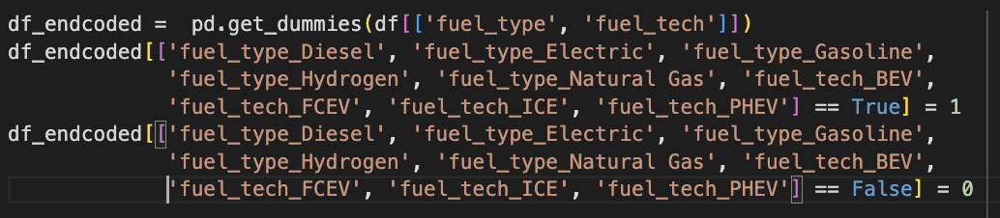 df_endcoded =  pd.get_dummies(df[['fuel_type', 'fuel_tech']])
df_endcoded[['fuel_type_Diesel', 'fuel_type_Electric', 'fuel_type_Gasoline',
'fuel_type_Hydrogen', 'fuel_type_Natural Gas', 'fuel_tech_BEV',
'fuel_tech_FCEV', 'fuel_tech_ICE', 'fuel_tech_PHEV'] == True] = 1
df_endcoded[['fuel_type_Diesel', 'fuel_type_Electric', 'fuel_type_Gasoline',
'fuel_type_Hydrogen', 'fuel_type_Natural Gas', 'fuel_tech_BEV',
'fuel_tech_FCEV', 'fuel_tech_ICE', 'fuel_tech_PHEV'] == False] = 0